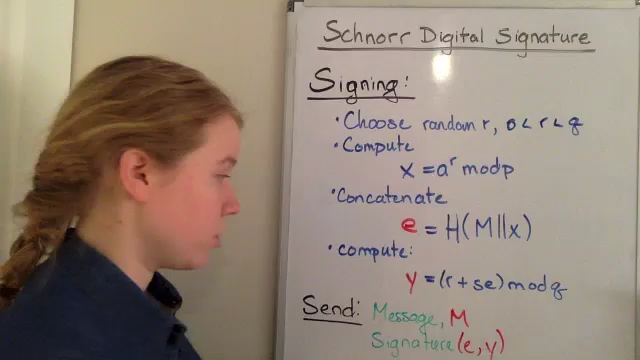 Schnorr Digital Signature
Signing:
• Choose random r, 0 < r < q
• Compute
x = a^r mod p
• Concatenate
e = H(M||x)
• compute:
y = (r + se) mod q
Send: Message, M
Signature (e, y)